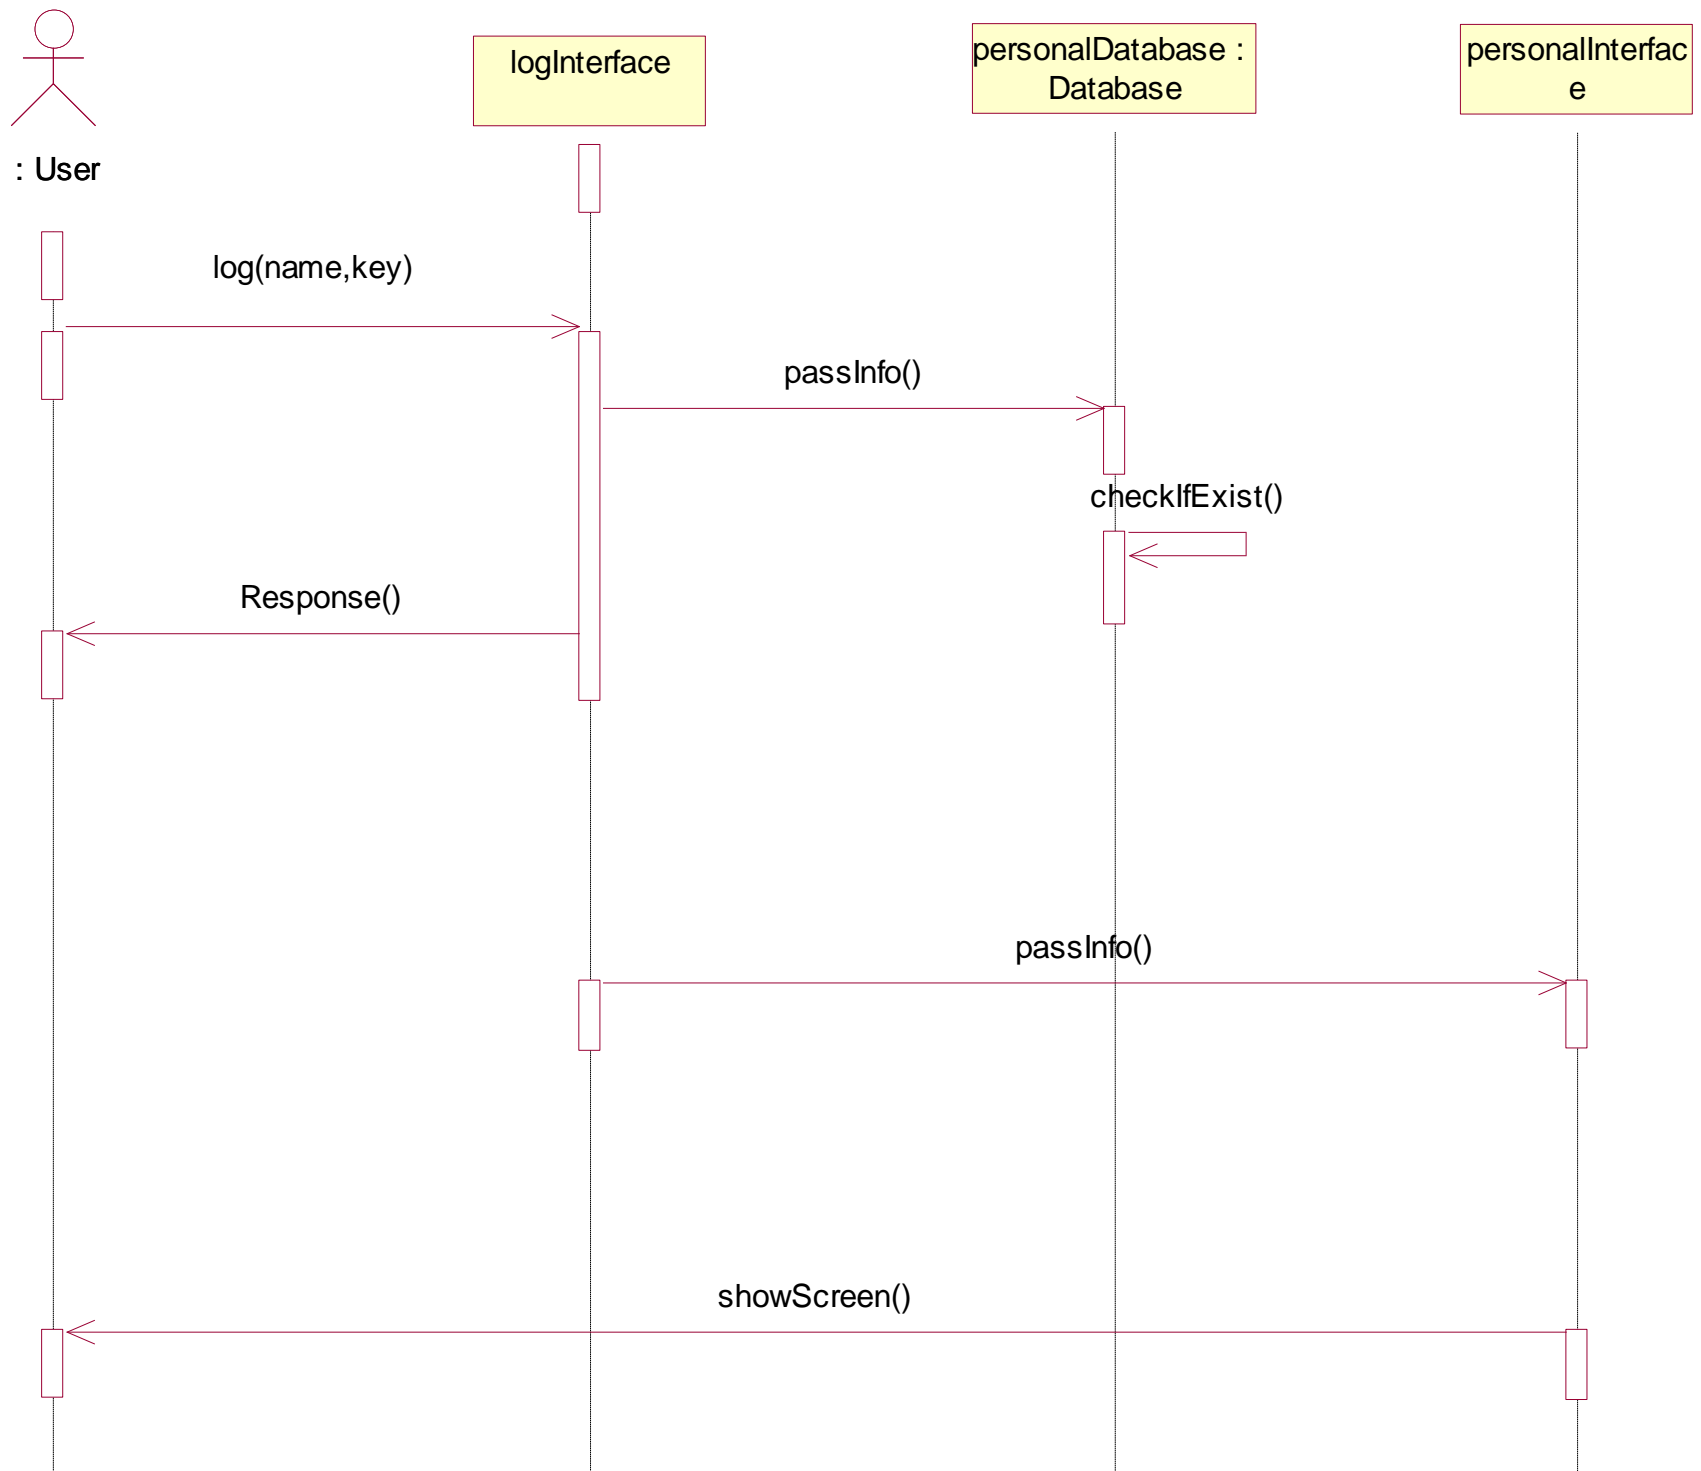 : User
logInterface
personalDatabase :
Database
personalInterfac
e
log(name,key)
passInfo()
checkIfExist()
Response()
passInfo()
showScreen()